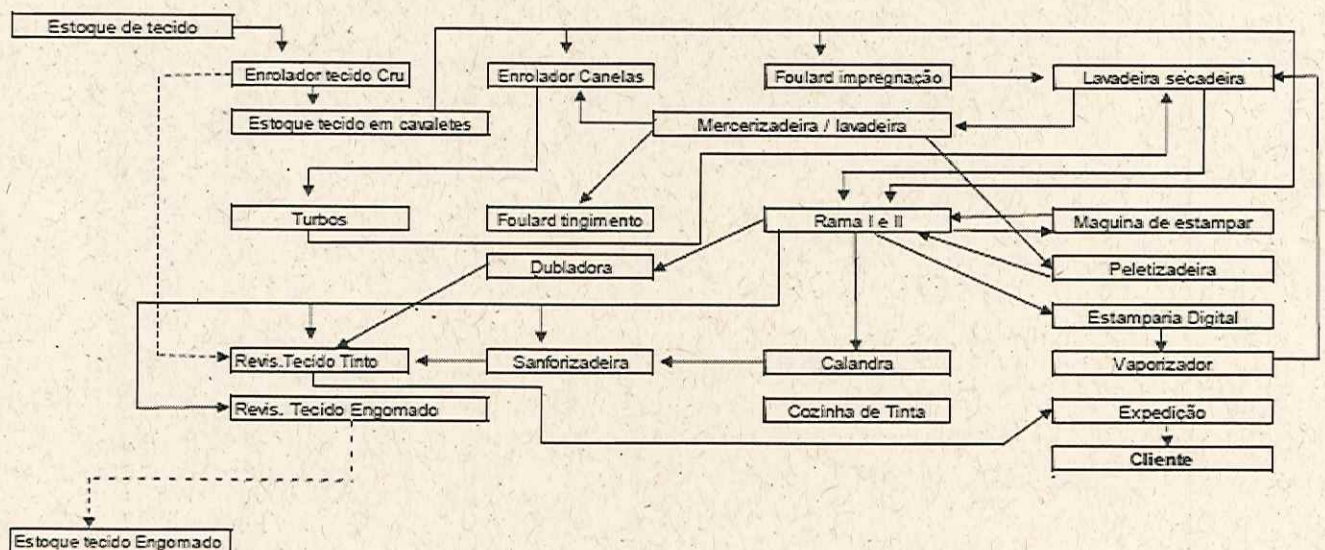 Estoque de tecido
Enrolador tecido Cru
Enrolador Canelas
Foulard impregnação
Lavadeira secadeira
Estoque tecido em cavaletes
Mercerizadeira / lavadeira
Turbos
Foulard tingimento
Rama I e II
Maquina de estampar
Dubladora
Peletizadeira
Estamparia Digital
Revis. Tecido Tinto
Sanforizadeira
Calandra
Vaporizador
Revis. Tecido Engomado
Cozinha de Tinta
Expedição
Cliente
Estoque tecido Engomado